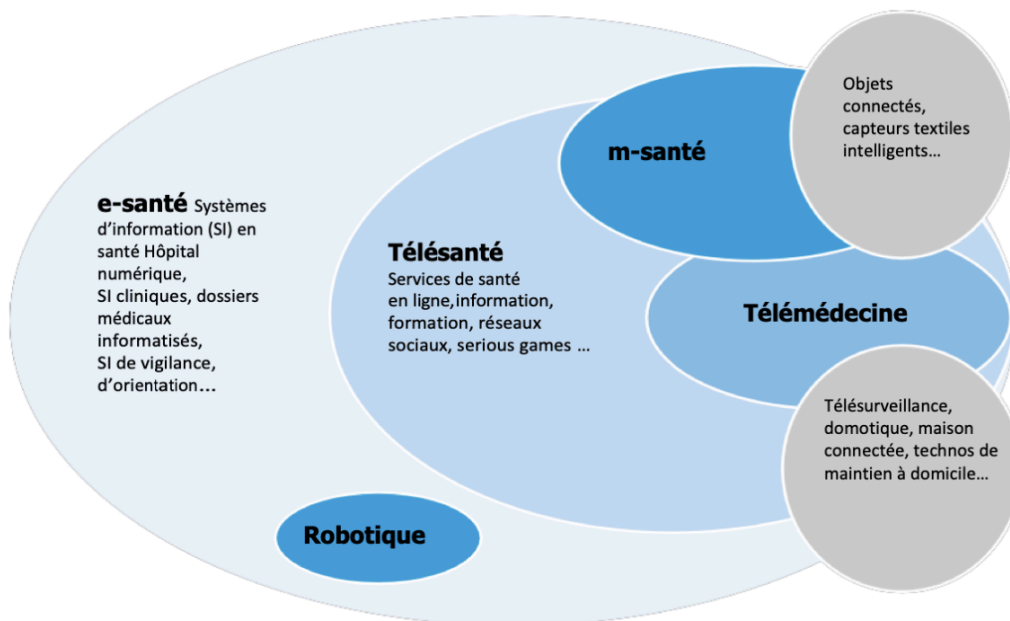 e-santé Systèmes
d'information (SI) en
santé Hôpital
numérique,
SI cliniques, dossiers
médicaux
informatisés,
SI de vigilance,
d'orientation...
Télésanté
Services de santé
en ligne,information,
formation, réseaux
sociaux, serious games ...
m-santé
Objets
connectés,
capteurs textiles
intelligents...
Télémédecine
Télésurveillance,
domotique, maison
connectée, technos de
maintien à domicile...
Robotique